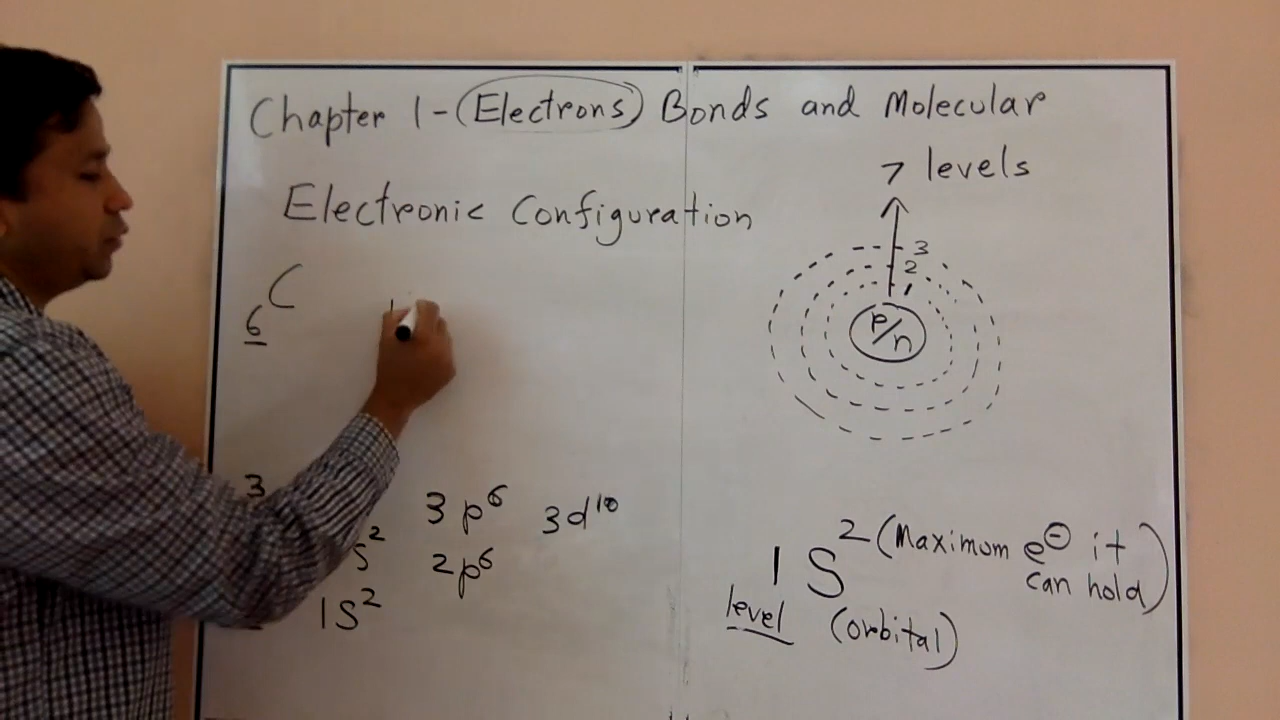 Chapter 1 - (Electrons) Bonds and Molecular
7 levels
Electronic Configuration
3
2
1
6C
p/n
3
3p⁶ 3d¹⁰
s² 2p⁶
1s²
1 S² (Maximum e⊖ it can hold)
level (orbital)